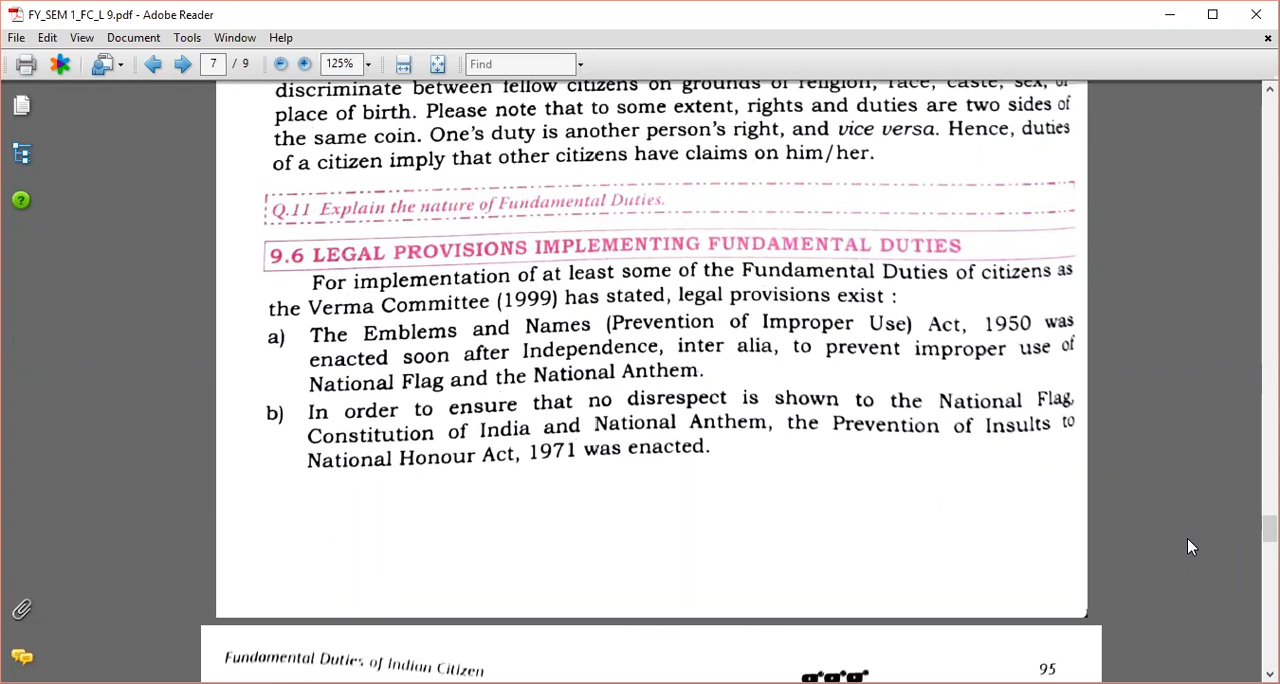 FY_SEM 1_FC_L 9.pdf - Adobe Reader
File Edit View Document Tools Window Help
7 / 9 125% Find
discriminate between fellow citizens on grounds of religion, race, caste, sex, or
place of birth. Please note that to some extent, rights and duties are two sides of
the same coin. One's duty is another person's right, and vice versa. Hence, duties
of a citizen imply that other citizens have claims on him/her.
Q.11 Explain the nature of Fundamental Duties.
9.6 LEGAL PROVISIONS IMPLEMENTING FUNDAMENTAL DUTIES
For implementation of at least some of the Fundamental Duties of citizens as
the Verma Committee (1999) has stated, legal provisions exist :
a) The Emblems and Names (Prevention of Improper Use) Act, 1950 was
enacted soon after Independence, inter alia, to prevent improper use of
National Flag and the National Anthem.
b) In order to ensure that no disrespect is shown to the National Flag,
Constitution of India and National Anthem, the Prevention of Insults to
National Honour Act, 1971 was enacted.
Fundamental Duties of Indian Citizen 95